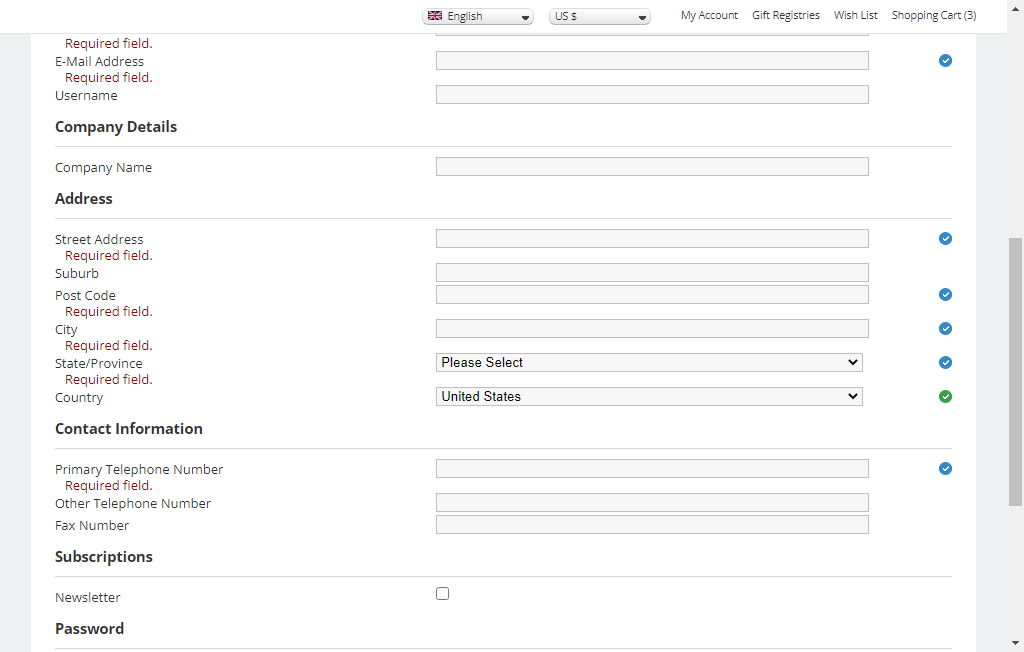 English
US $
My Account
Gift Registries
Wish List
Shopping Cart (3)
Required field.
E-Mail Address
Required field.
Username
Company Details
Company Name
Address
Street Address
Required field.
Suburb
Post Code
Required field.
City
Required field.
State/Province
Please Select
Required field.
Country
United States
Contact Information
Primary Telephone Number
Required field.
Other Telephone Number
Fax Number
Subscriptions
Newsletter
Password